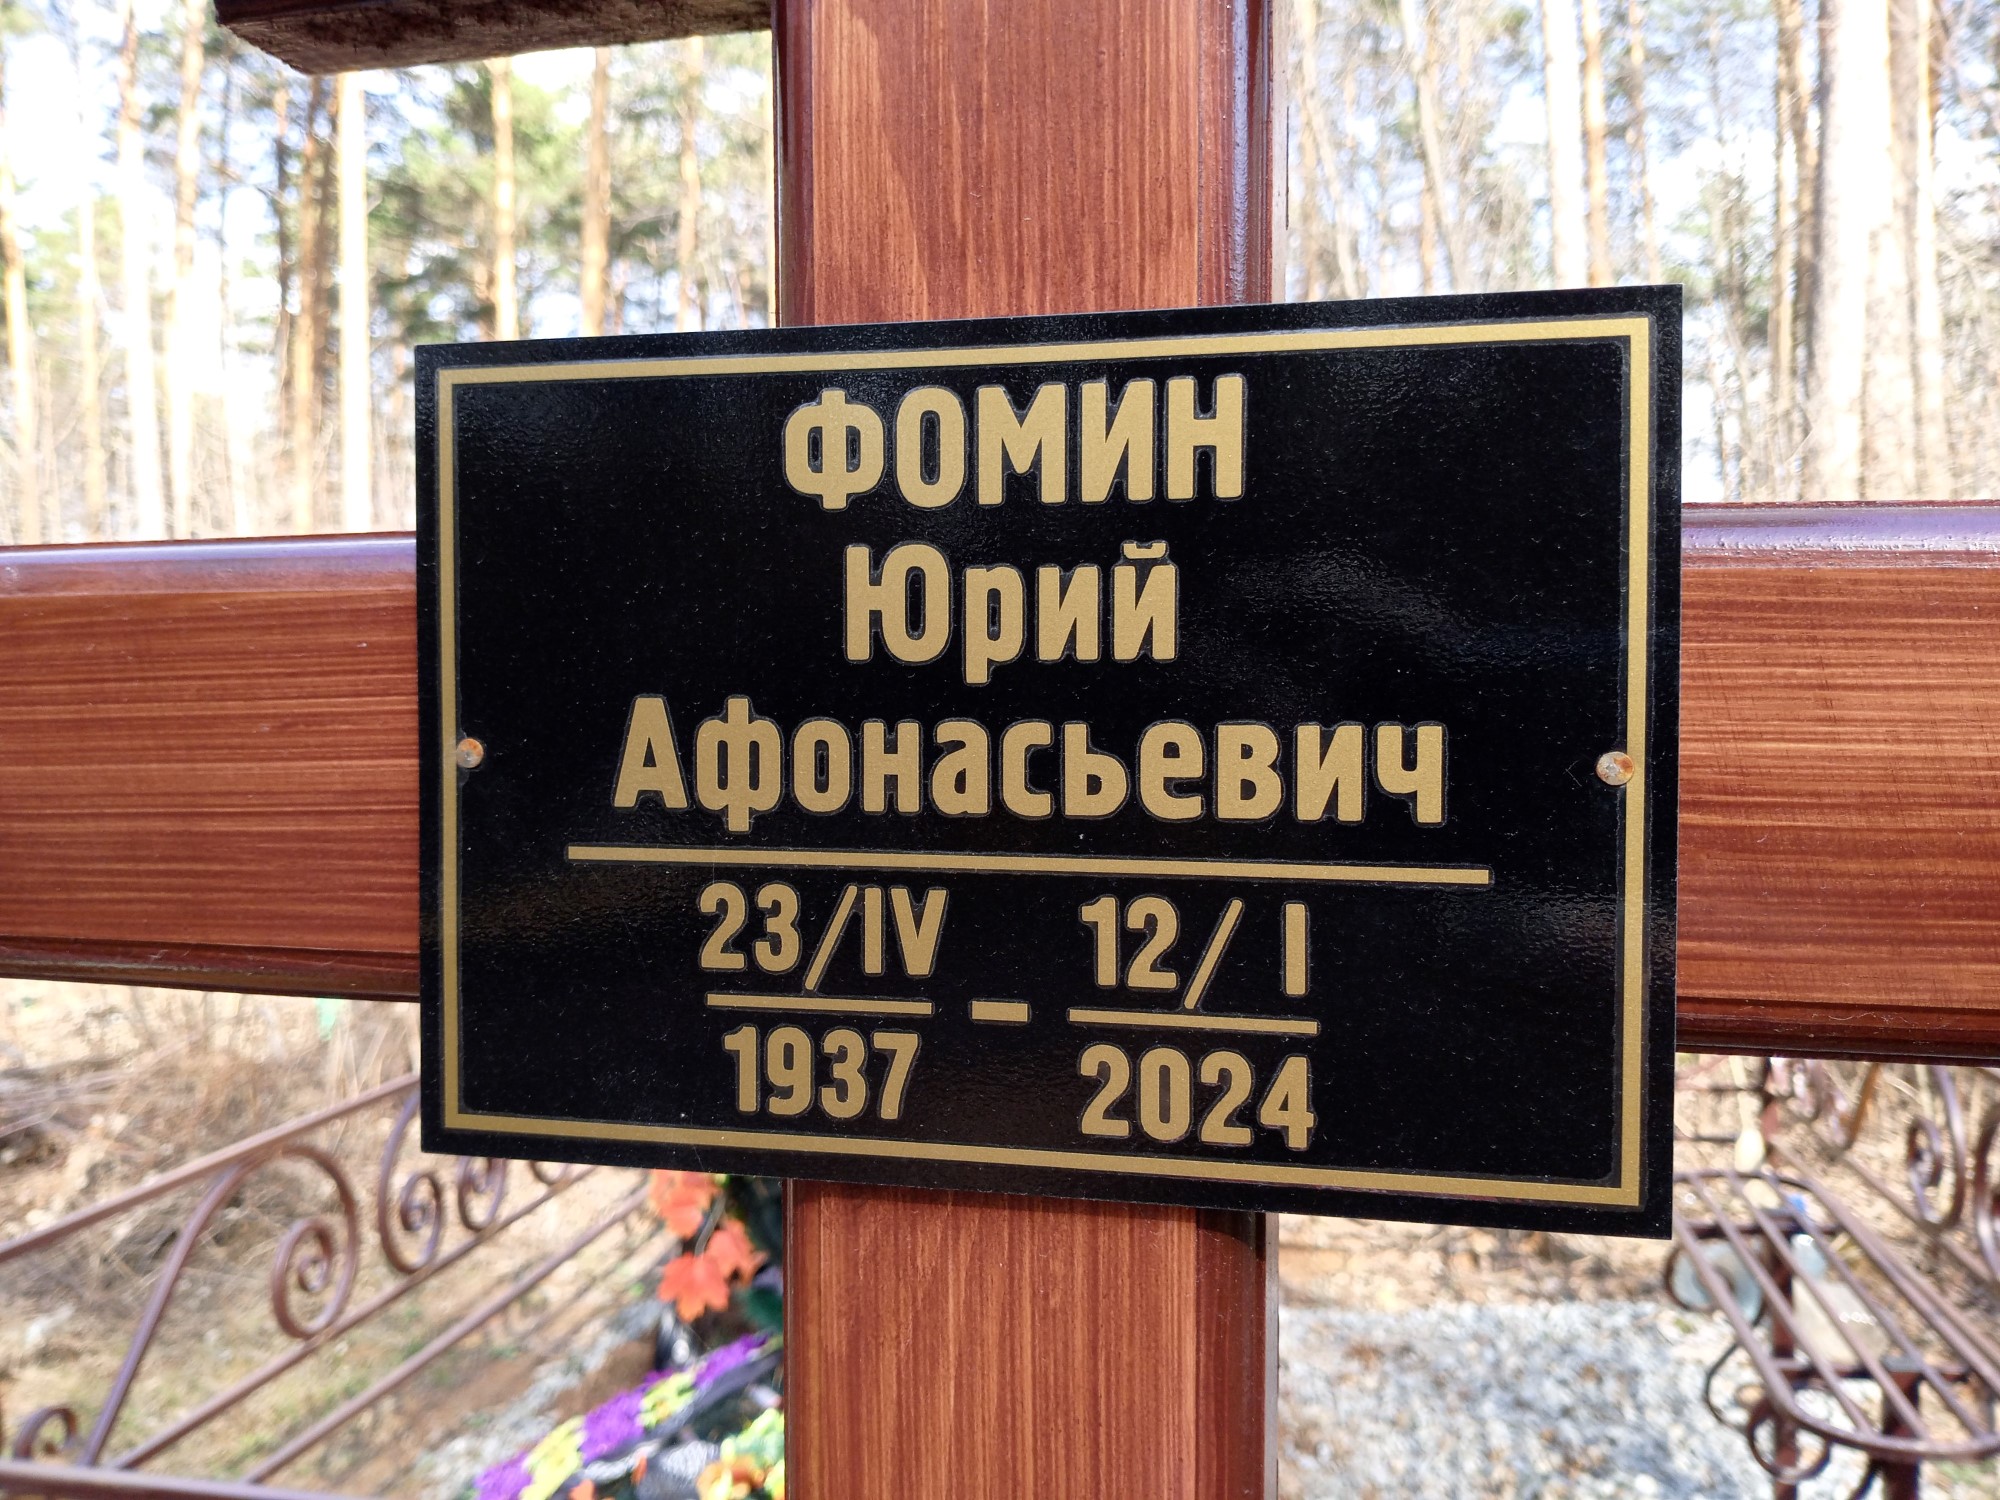 ФОМИН
Юрий
Афонасьевич
23/IV - 12/I
1937 2024